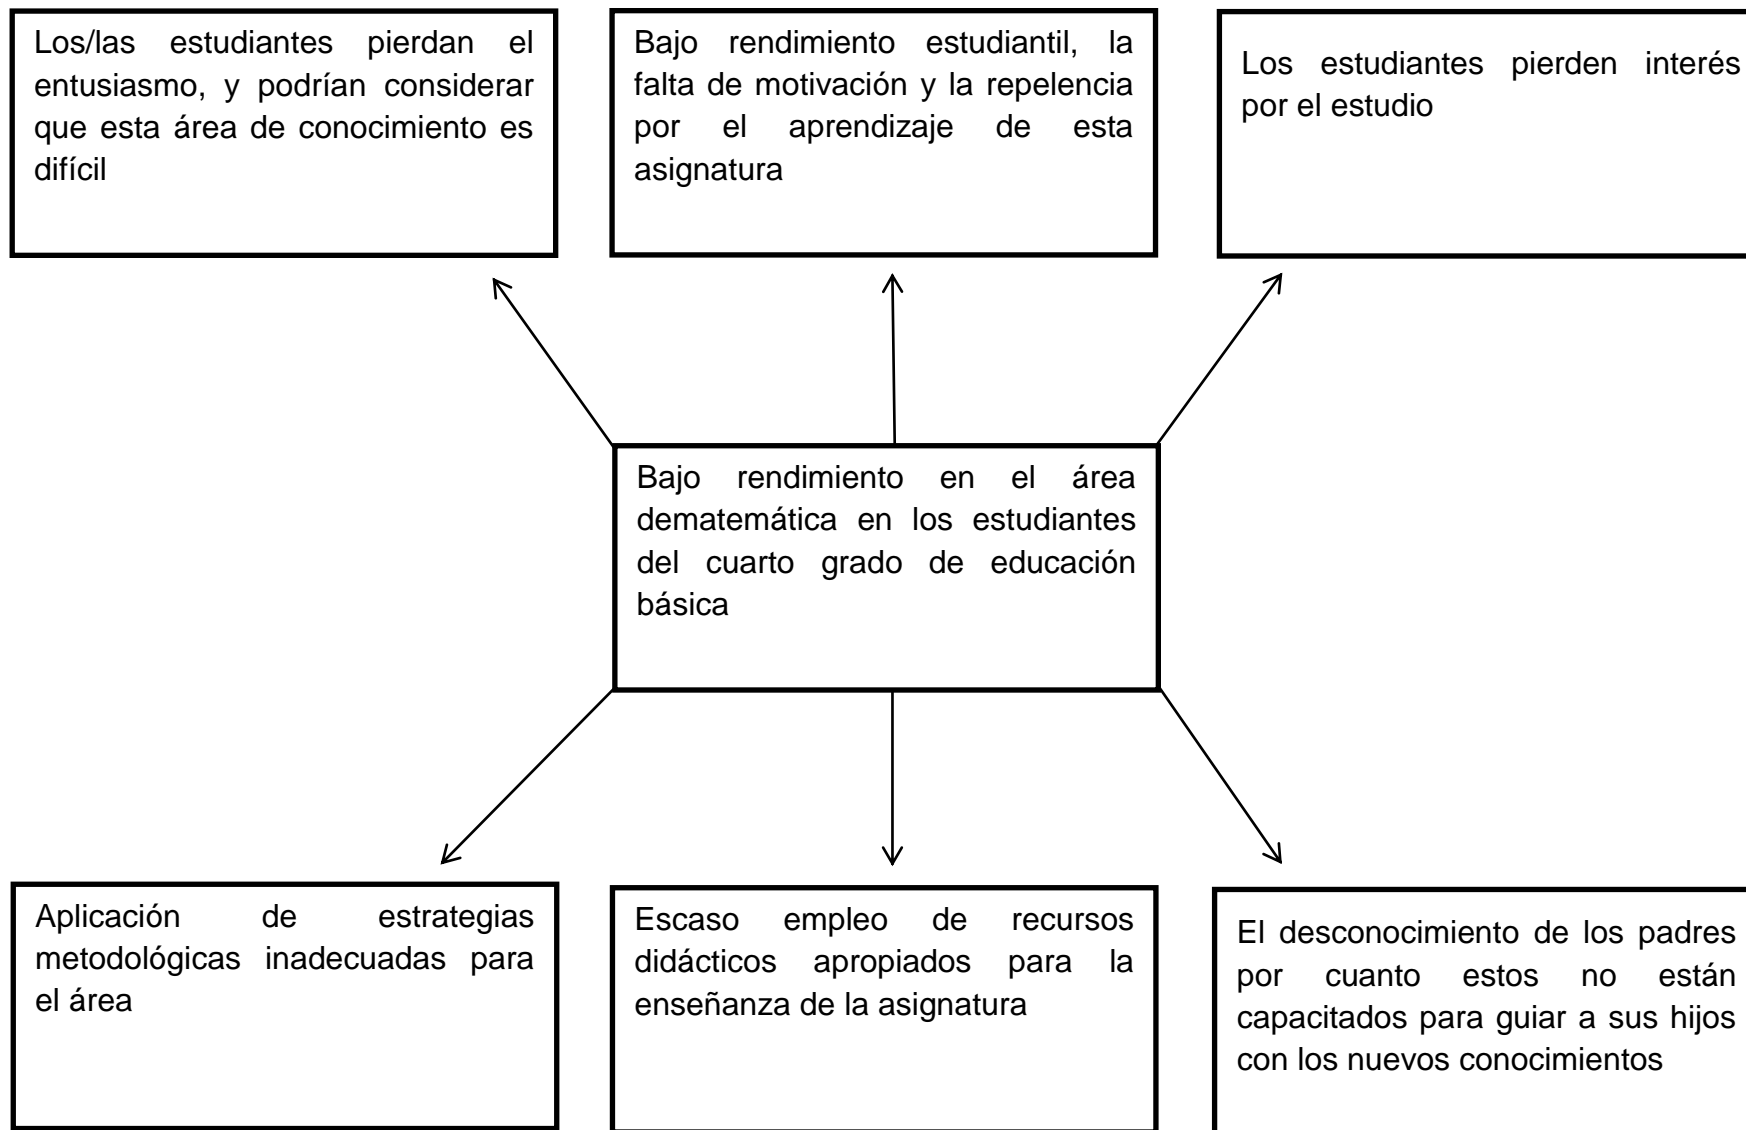 Los/las estudiantes pierdan el
entusiasmo, y podrían considerar
que esta área de conocimiento es
difícil
Bajo rendimiento estudiantil, la
falta de motivación y la repelencia
por el aprendizaje de esta
asignatura
Los estudiantes pierden interés
por el estudio
Bajo rendimiento en el área
dematemática en los estudiantes
del cuarto grado de educación
básica
Aplicación de estrategias
metodológicas inadecuadas para
el área
Escaso empleo de recursos
didácticos apropiados para la
enseñanza de la asignatura
El desconocimiento de los padres
por cuanto estos no están
capacitados para guiar a sus hijos
con los nuevos conocimientos